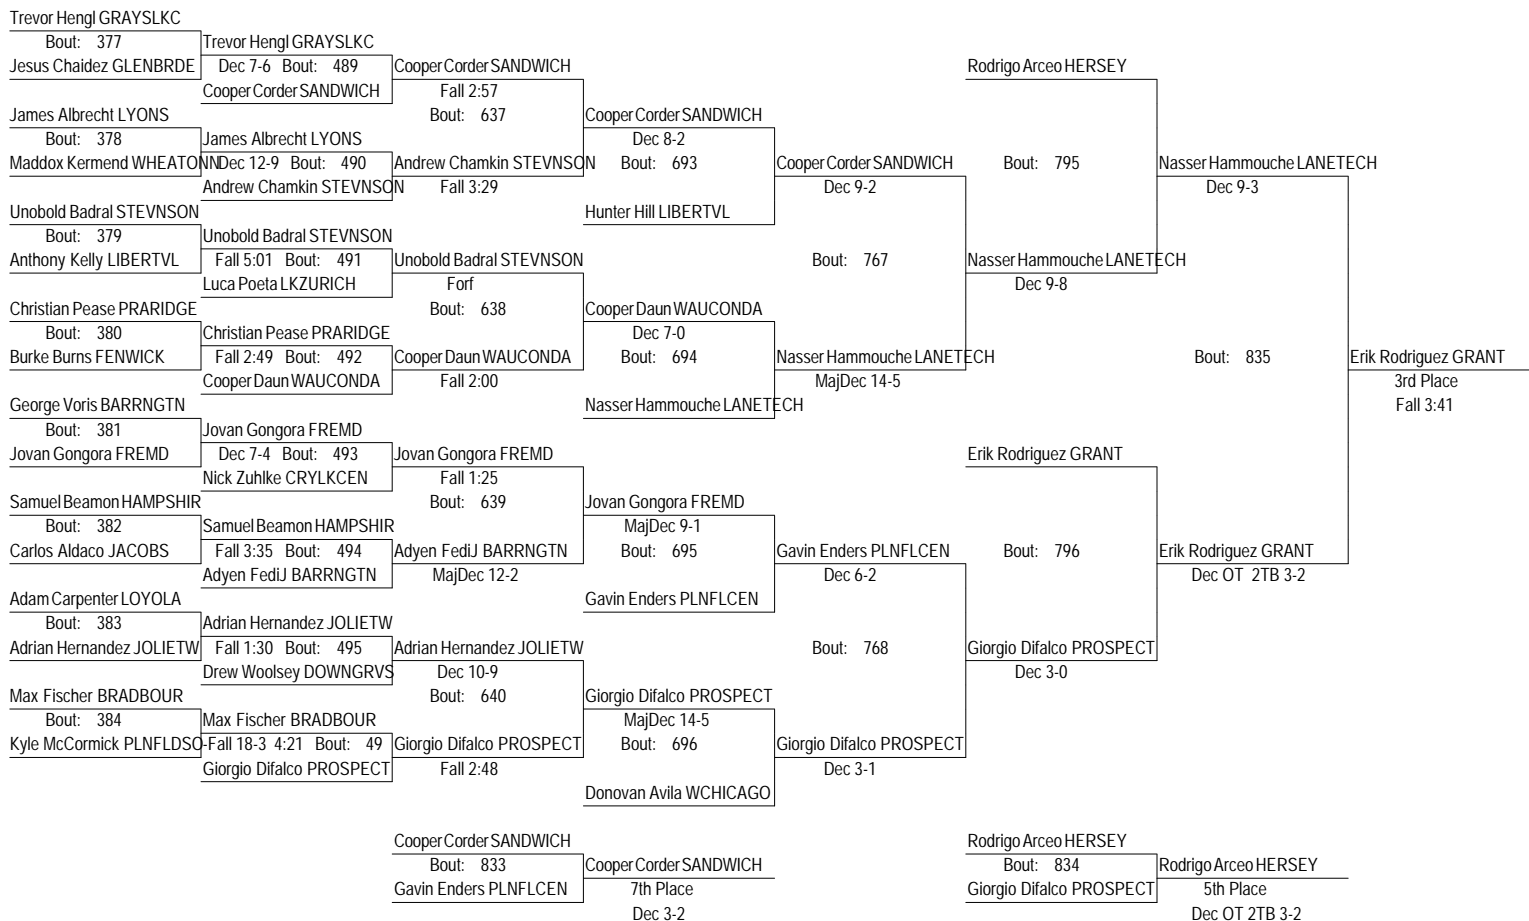 Trevor Hengl GRAYSLKC
Bout: 377
Jesus Chaidez GLENBRDE
James Albrecht LYONS
Bout: 378
Maddox Kermend WHEATONN
Unobold Badral STEVNSON
Bout: 379
Anthony Kelly LIBERTVL
Christian Pease PRARIDGE
Bout: 380
Burke Burns FENWICK
George Voris BARRNGTN
Bout: 381
Jovan Gongora FREMD
Samuel Beamon HAMPSHIR
Bout: 382
Carlos Aldaco JACOBS
Adam Carpenter LOYOLA
Bout: 383
Adrian Hernandez JOLIETW
Max Fischer BRADBOUR
Bout: 384
Kyle McCormick PLNFLDSO
Trevor Hengl GRAYSLKC
Dec 7-6 Bout: 489
Cooper Corder SANDWICH
James Albrecht LYONS
Dec 12-9 Bout: 490
Andrew Chamkin STEVNSON
Unobold Badral STEVNSON
Fall 5:01 Bout: 491
Luca Poeta LKZURICH
Christian Pease PRARIDGE
Fall 2:49 Bout: 492
Cooper Daun WAUCONDA
Jovan Gongora FREMD
Dec 7-4 Bout: 493
Nick Zuhlke CRYLKCEN
Samuel Beamon HAMPSHIR
Fall 3:35 Bout: 494
Adyen FediJ BARRNGTN
Adrian Hernandez JOLIETW
Fall 1:30 Bout: 495
Drew Woolsey DOWNGRVS
Max Fischer BRADBOUR
-Fall 18-3 4:21 Bout: 49
Giorgio Difalco PROSPECT
Cooper Corder SANDWICH
Fall 2:57
Bout: 637
Andrew Chamkin STEVNSON
Fall 3:29
Unobold Badral STEVNSON
Forf
Bout: 638
Cooper Daun WAUCONDA
Fall 2:00
Jovan Gongora FREMD
Fall 1:25
Bout: 639
Adyen FediJ BARRNGTN
MajDec 12-2
Adrian Hernandez JOLIETW
Dec 10-9
Bout: 640
Giorgio Difalco PROSPECT
Fall 2:48
Cooper Corder SANDWICH
Dec 8-2
Bout: 693
Hunter Hill LIBERTVL
Cooper Daun WAUCONDA
Dec 7-0
Bout: 694
Nasser Hammouche LANETECH
Jovan Gongora FREMD
MajDec 9-1
Bout: 695
Gavin Enders PLNFLCEN
Giorgio Difalco PROSPECT
MajDec 14-5
Bout: 696
Donovan Avila WCHICAGO
Cooper Corder SANDWICH
Dec 9-2
Bout: 767
Nasser Hammouche LANETECH
MajDec 14-5
Gavin Enders PLNFLCEN
Dec 6-2
Bout: 768
Giorgio Difalco PROSPECT
Dec 3-1
Rodrigo Arceo HERSEY
Bout: 795
Nasser Hammouche LANETECH
Dec 9-8
Erik Rodriguez GRANT
Bout: 796
Giorgio Difalco PROSPECT
Dec 3-0
Nasser Hammouche LANETECH
Dec 9-3
Bout: 835
Erik Rodriguez GRANT
Dec OT 2TB 3-2
Erik Rodriguez GRANT
3rd Place
Fall 3:41
Cooper Corder SANDWICH
Bout: 833
Gavin Enders PLNFLCEN
Cooper Corder SANDWICH
7th Place
Dec 3-2
Rodrigo Arceo HERSEY
Bout: 834
Giorgio Difalco PROSPECT
Rodrigo Arceo HERSEY
5th Place
Dec OT 2TB 3-2